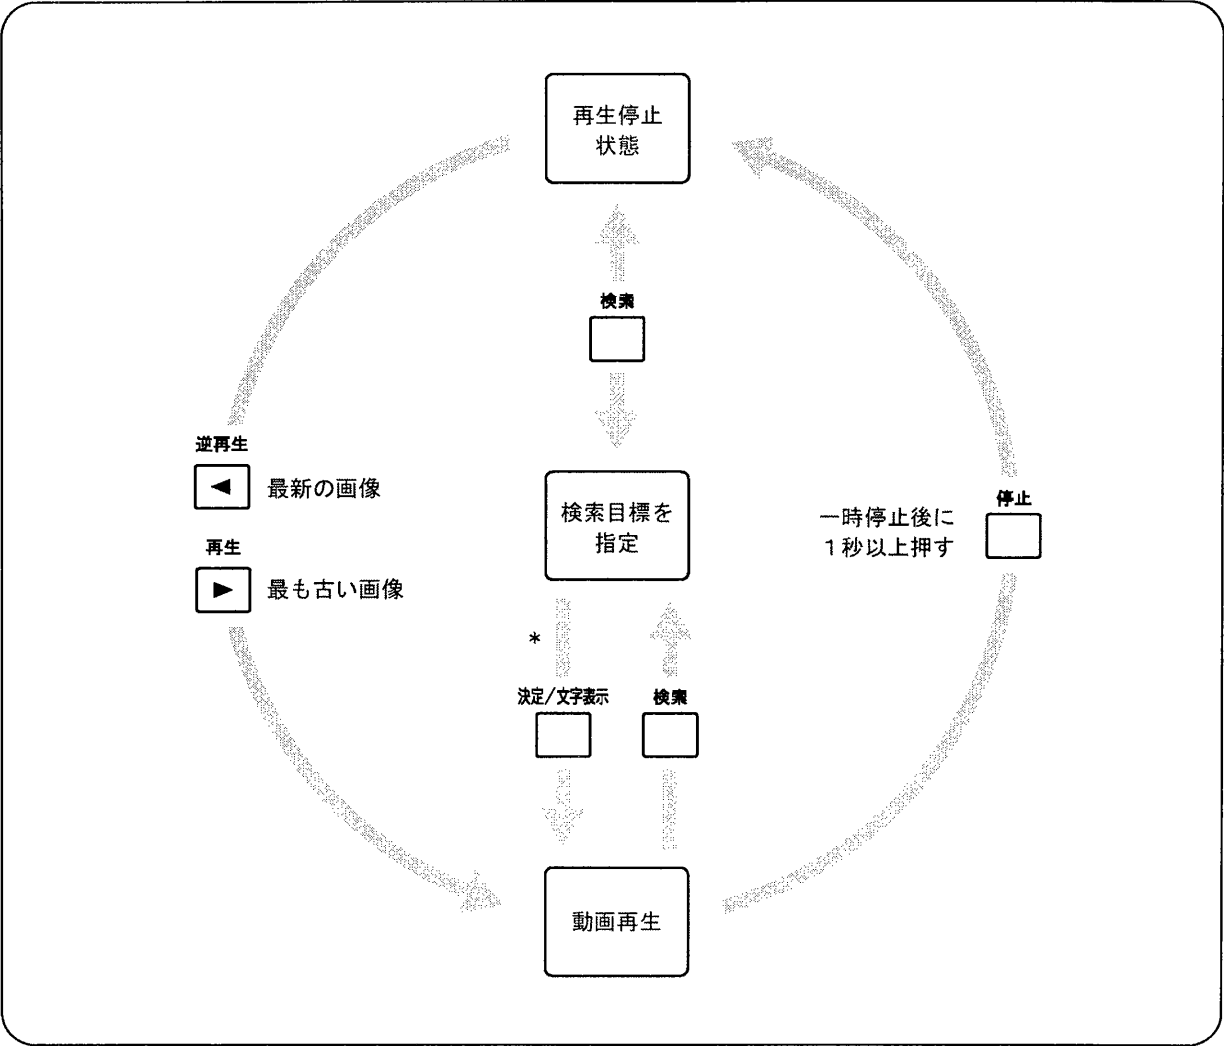 再生停止
状態
検索
逆再生
◀ 最新の画像
再生
▶ 最も古い画像
検索目標を
指定
停止
一時停止後に
1秒以上押す
*
決定/文字表示
検索
動画再生